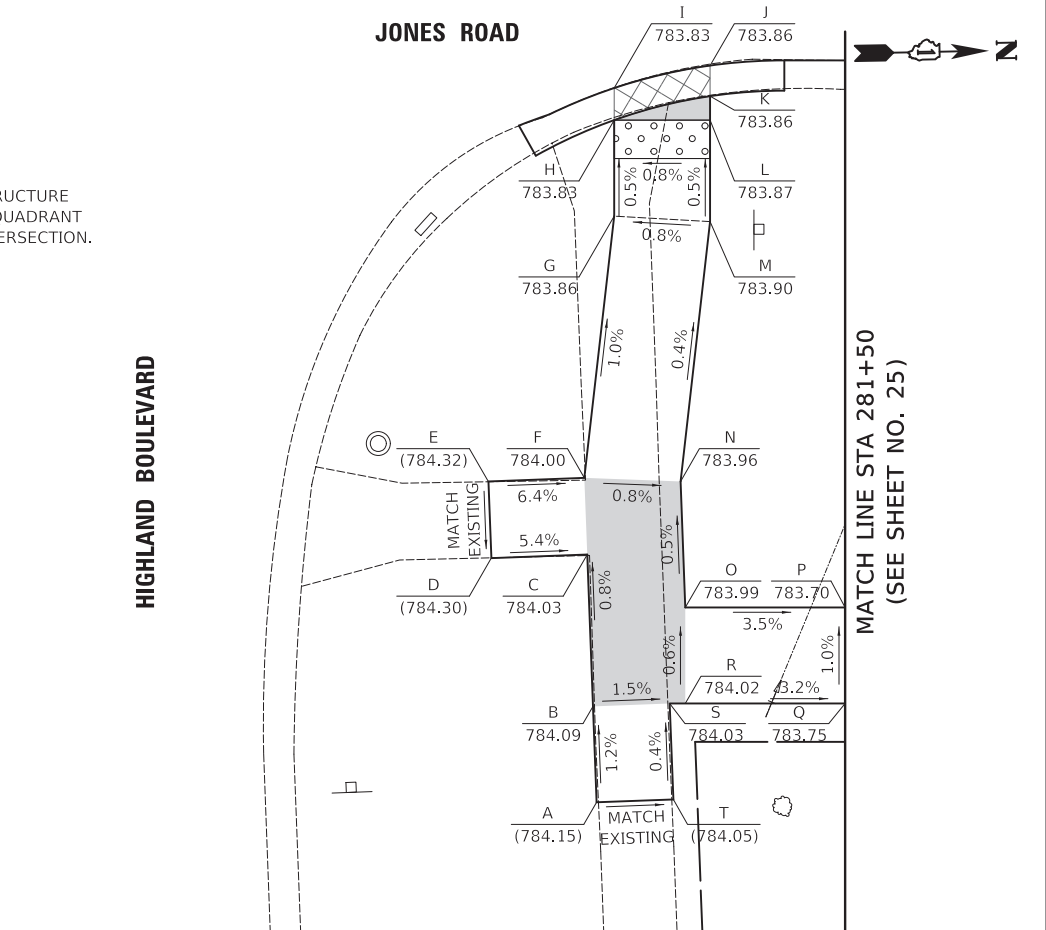 JONES ROAD
I
783.83
J
783.86
N
K
783.86
RUCTURE
QUADRANT
ERSECTION.
H
783.83
0.5%
0.8%
0.5%
L
783.87
0.8%
G
783.86
M
783.90
1.0%
0.4%
HIGHLAND BOULEVARD
MATCH LINE STA 281+50
(SEE SHEET NO. 25)
E
(784.32)
F
784.00
N
783.96
MATCH
EXISTING
6.4%
0.8%
5.4%
0.5%
D
(784.30)
C
784.03
0.8%
O
783.99
P
783.70
3.5%
0.6%
1.0%
R
784.02
1.5%
3.2%
B
784.09
S
784.03
Q
783.75
1.2%
0.4%
A
(784.15)
MATCH
EXISTING
T
(784.05)